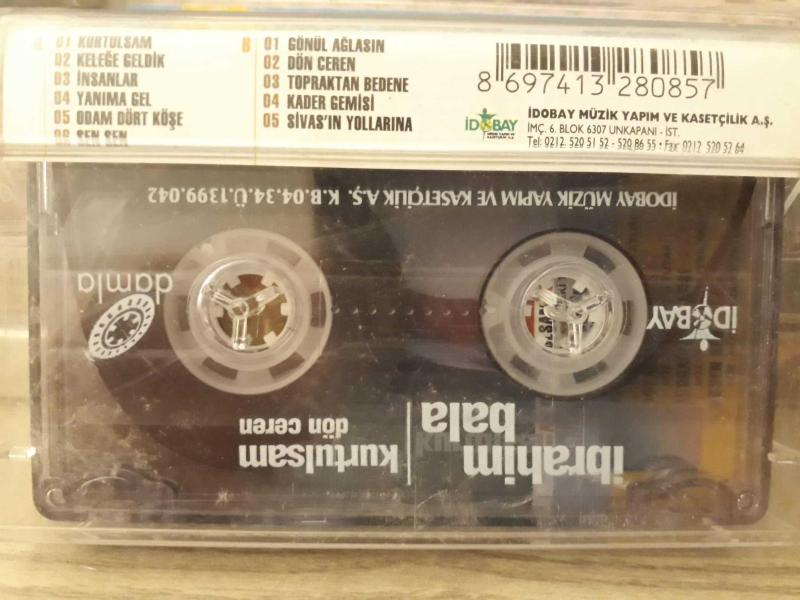 A
01 KURTULSAM
02 KELEĞE GELDİK
03 İNSANLAR
04 YANIMA GEL
05 ODAM DÖRT KÖŞE
06 SEN SEN
B
01 GÖNÜL AĞLASIN
02 DÖN CEREN
03 TOPRAKTAN BEDENE
04 KADER GEMİSİ
05 SİVAS'IN YOLLARINA
8 697413 280857
İDOBAY
İDOBAY MÜZİK YAPIM VE KASETÇİLİK A.Ş.
İMÇ. 6. BLOK 6307 UNKAPANI - İST.
Tel: 0212. 520 51 52 - 520 86 55 • Fax: 0212 520 52 64
İDOBAY MÜZİK YAPIM VE KASETÇİLİK A.Ş. K.B.04.34.Ü.1399.042
damla
İDOBAY
ibrahim
bala
kurtulsam
dön ceren